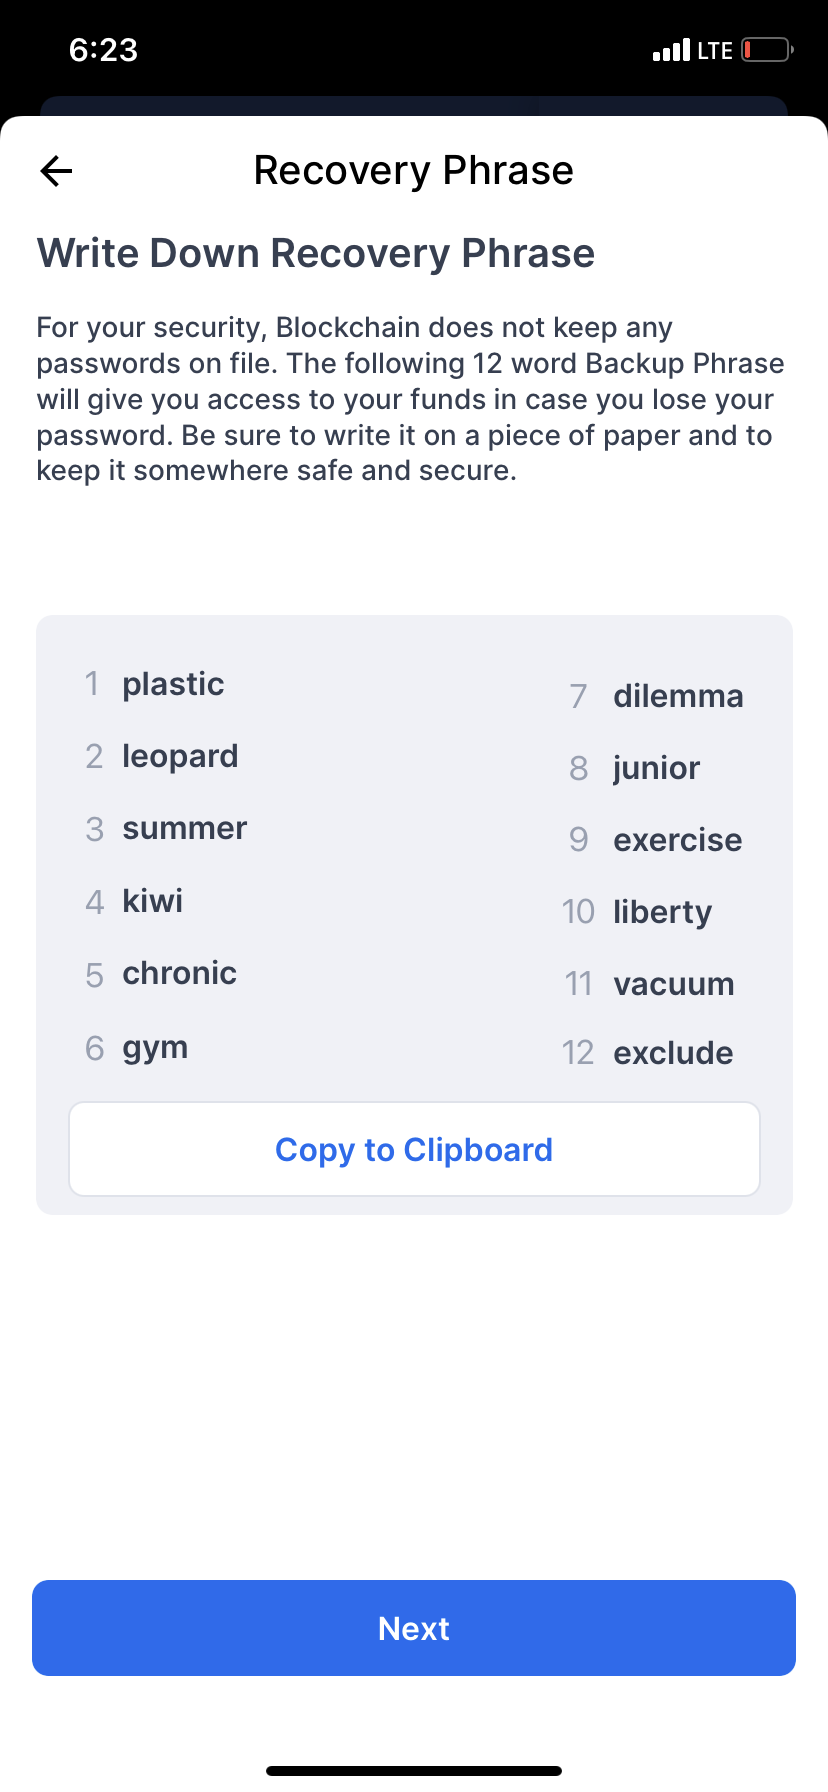 6:23 LTE
Recovery Phrase
Write Down Recovery Phrase
For your security, Blockchain does not keep any
passwords on file. The following 12 word Backup Phrase
will give you access to your funds in case you lose your
password. Be sure to write it on a piece of paper and to
keep it somewhere safe and secure.
1 plastic
2 leopard
3 summer
4 kiwi
5 chronic
6 gym
7 dilemma
8 junior
9 exercise
10 liberty
11 vacuum
12 exclude
Copy to Clipboard
Next